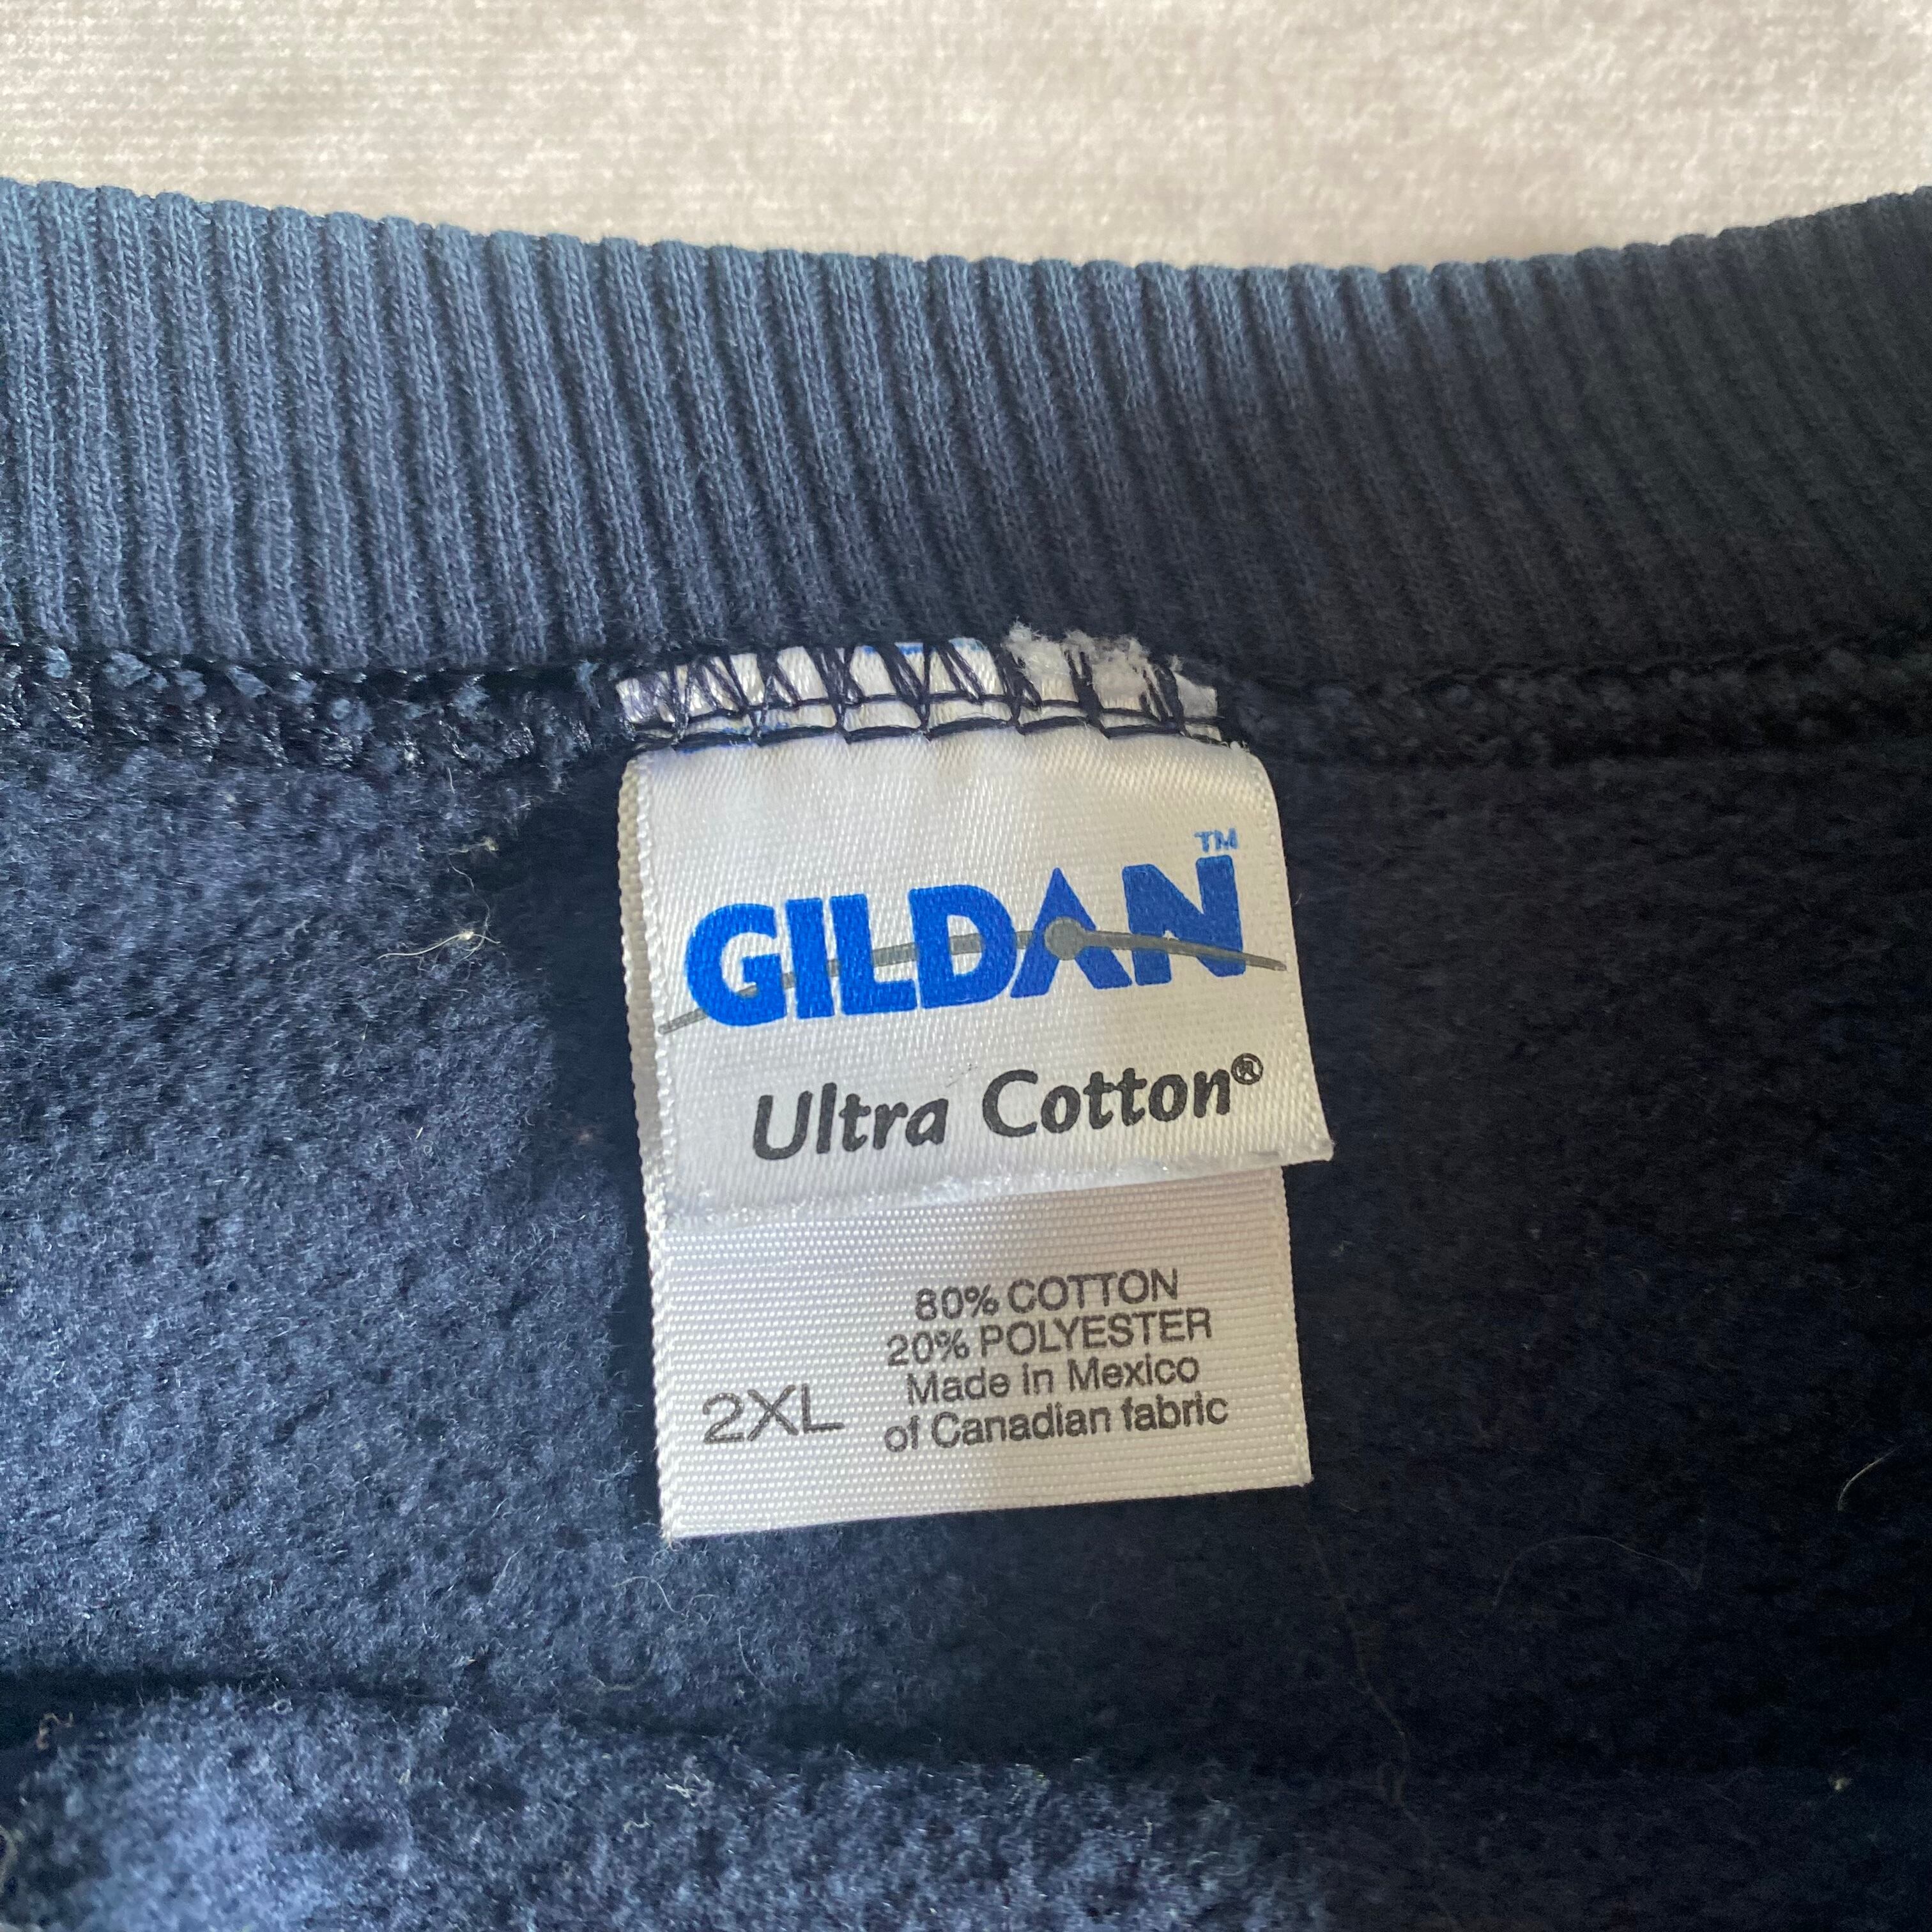 GILDAN™
Ultra Cotton®
80% COTTON
20% POLYESTER
Made in Mexico
of Canadian fabric
2XL